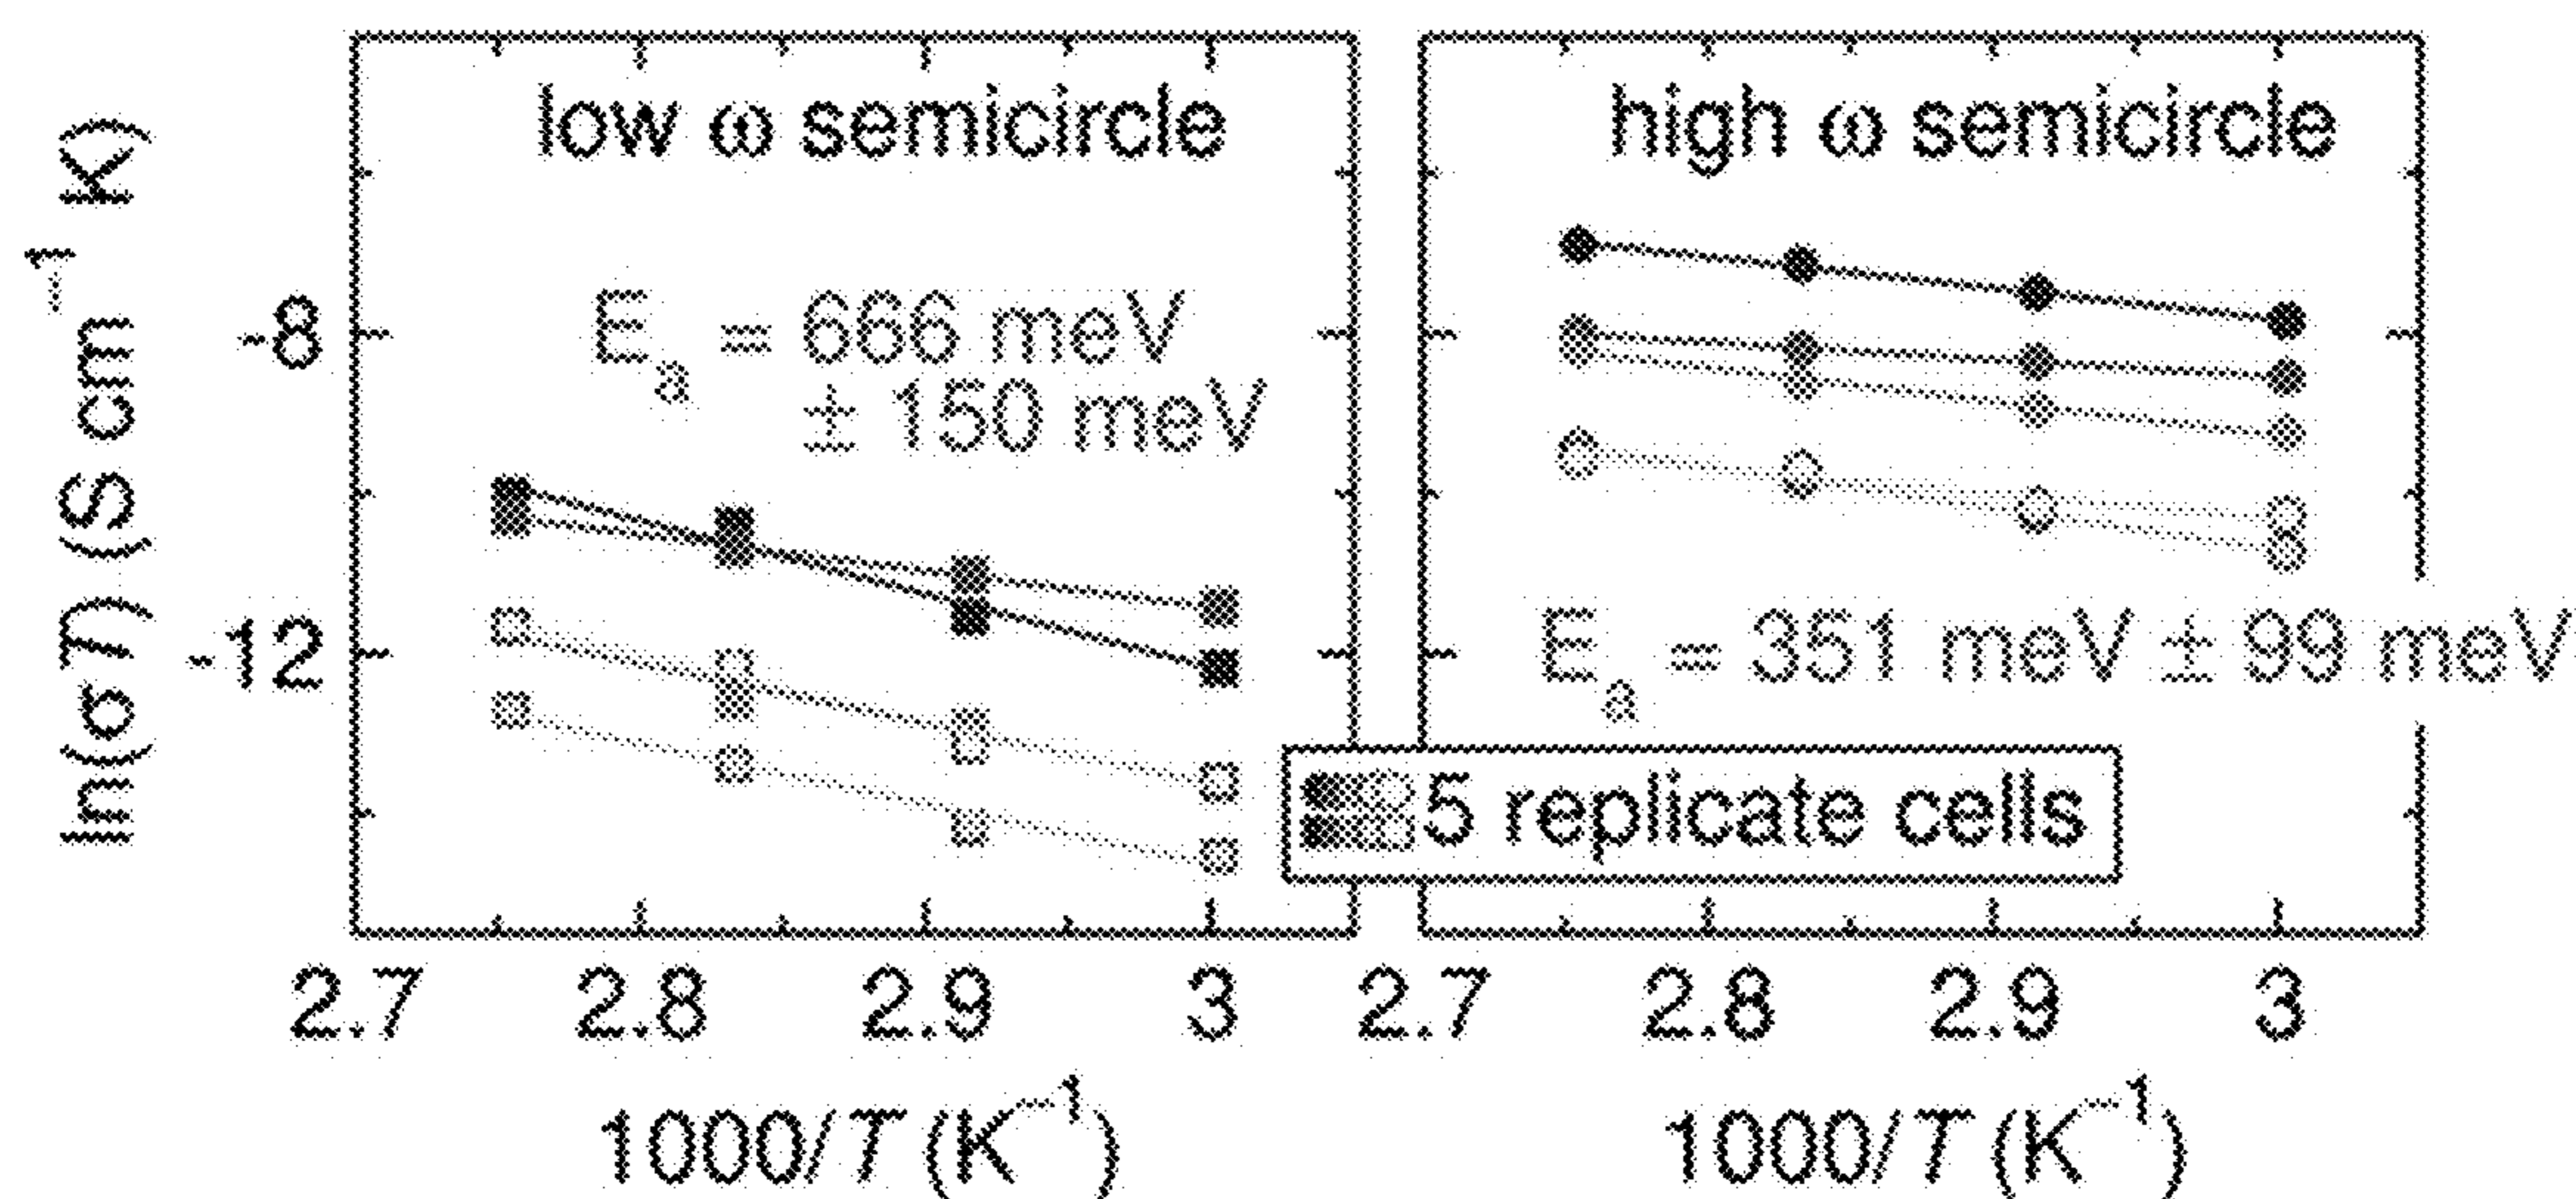 ln(σT) (S cm⁻¹ K)
-8
-12
low ω semicircle
Eₐ = 666 meV
± 150 meV
2.7 2.8 2.9 3
1000/T (K⁻¹)
high ω semicircle
Eₐ = 351 meV ± 99 meV
5 replicate cells
2.7 2.8 2.9 3
1000/T (K⁻¹)